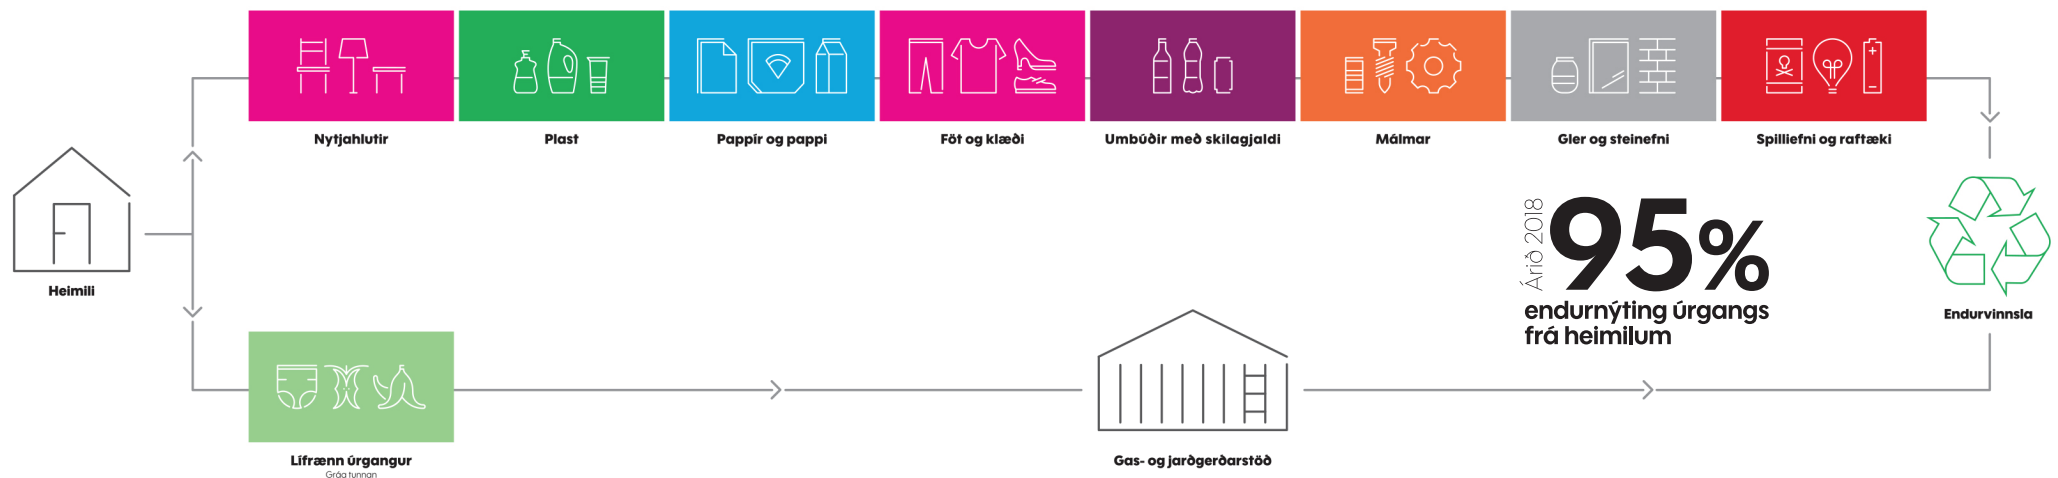 Nytjahlutir
Plast
Pappír og pappi
Föt og klæði
Umbúðir með skilagjaldi
Málmar
Gler og steinefni
Spilliefni og raftæki
Heimili
Árið 2018
95%
endurnýting úrgangs
frá heimilum
Endurvinnsla
Lífrænn úrgangur
Gráa tunnan
Gas- og jarðgerðarstöð